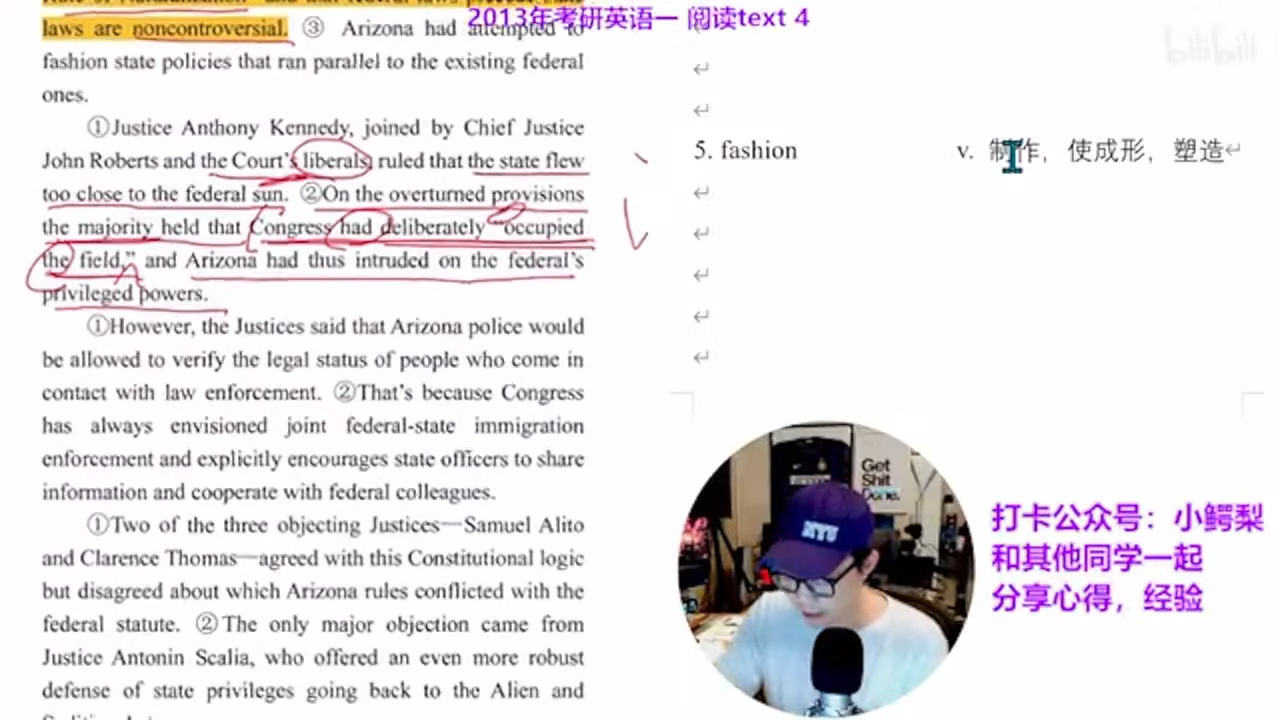 2013年考研英语一 阅读text 4
laws are noncontroversial. ③ Arizona had attempted to
fashion state policies that ran parallel to the existing federal
ones.
①Justice Anthony Kennedy, joined by Chief Justice
John Roberts and the Court's liberals, ruled that the state flew
too close to the federal sun. ②On the overturned provisions
the majority held that Congress had deliberately "occupied
the field," and Arizona had thus intruded on the federal's
privileged powers.
①However, the Justices said that Arizona police would
be allowed to verify the legal status of people who come in
contact with law enforcement. ②That's because Congress
has always envisioned joint federal-state immigration
enforcement and explicitly encourages state officers to share
information and cooperate with federal colleagues.
①Two of the three objecting Justices—Samuel Alito
and Clarence Thomas—agreed with this Constitutional logic
but disagreed about which Arizona rules conflicted with the
federal statute. ②The only major objection came from
Justice Antonin Scalia, who offered an even more robust
defense of state privileges going back to the Alien and
5. fashion v. 制作，使成形，塑造
bilibili
Get
Shit
Done.
NYU
打卡公众号：小鳄梨
和其他同学一起
分享心得，经验